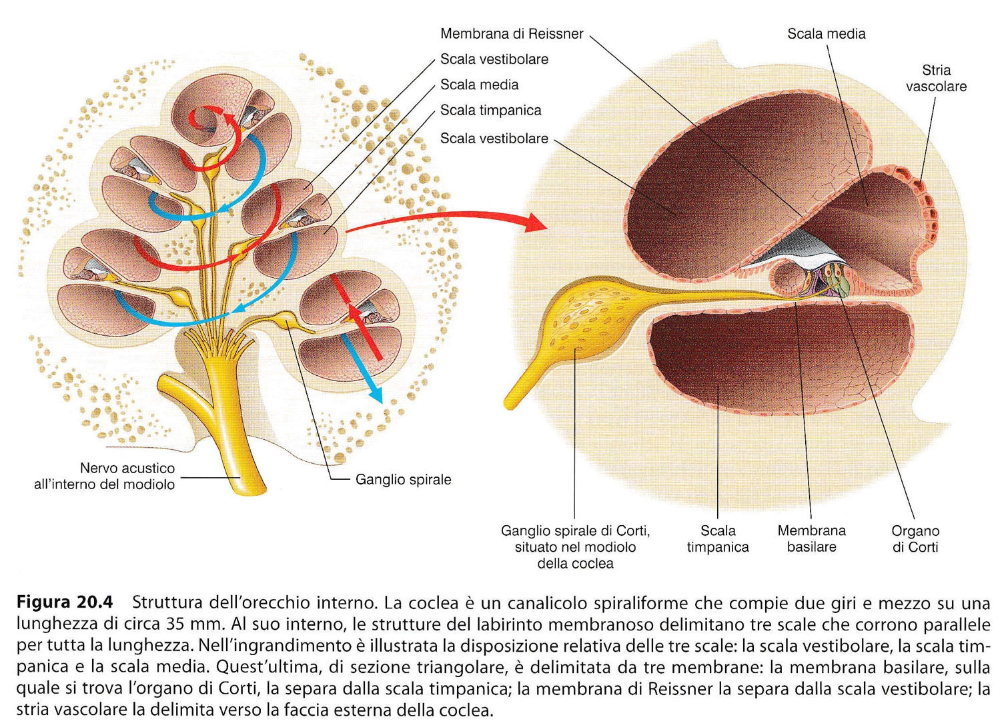 Membrana di Reissner
Scala vestibolare
Scala media
Scala timpanica
Scala vestibolare
Scala media
Stria
vascolare
Nervo acustico
all'interno del modiolo
Ganglio spirale
Ganglio spirale di Corti,
situato nel modiolo
della coclea
Scala
timpanica
Membrana
basilare
Organo
di Corti
Figura 20.4 Struttura dell'orecchio interno. La coclea è un canalicolo spiraliforme che compie due giri e mezzo su una
lunghezza di circa 35 mm. Al suo interno, le strutture del labirinto membranoso delimitano tre scale che corrono parallele
per tutta la lunghezza. Nell'ingrandimento è illustrata la disposizione relativa delle tre scale: la scala vestibolare, la scala tim-
panica e la scala media. Quest'ultima, di sezione triangolare, è delimitata da tre membrane: la membrana basilare, sulla
quale si trova l'organo di Corti, la separa dalla scala timpanica; la membrana di Reissner la separa dalla scala vestibolare; la
stria vascolare la delimita verso la faccia esterna della coclea.